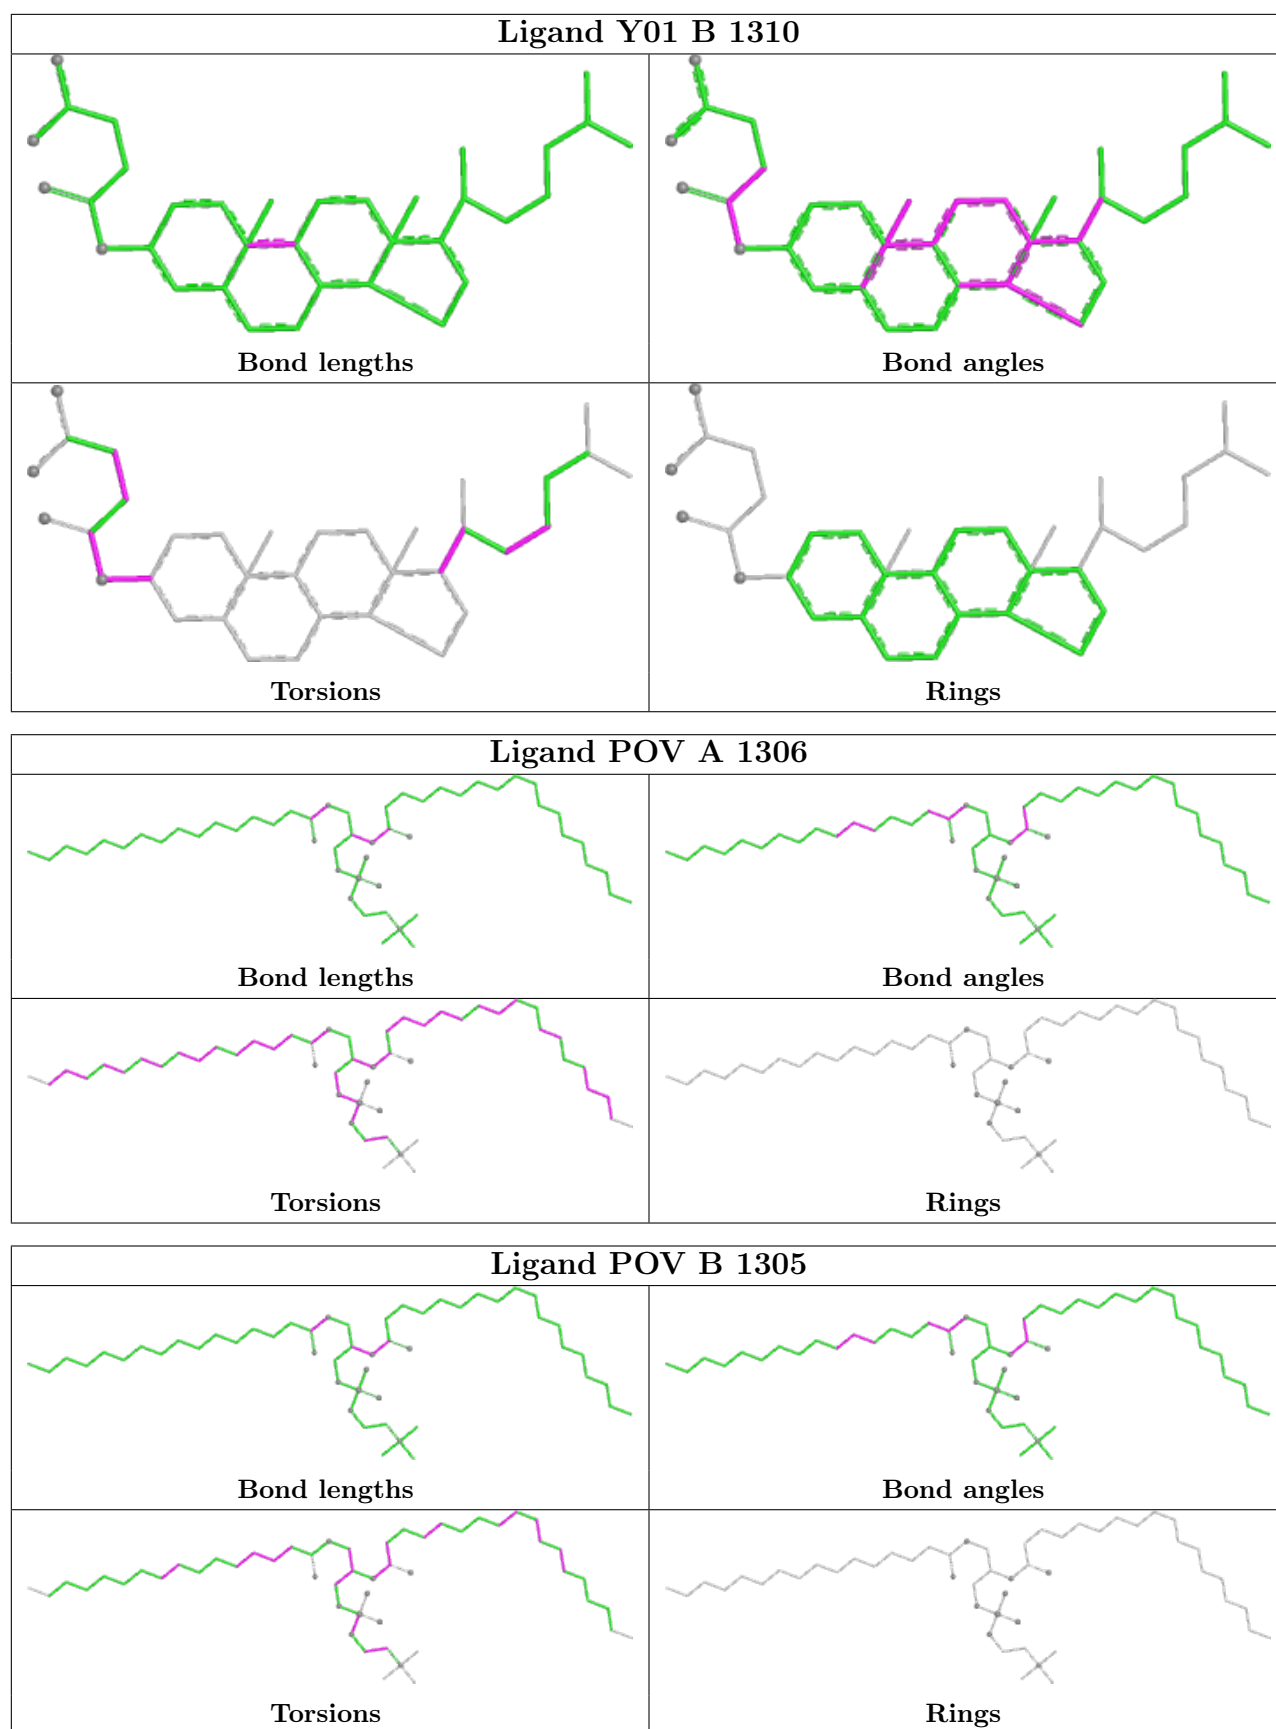 Ligand Y01 B 1310
Bond lengths
Bond angles
Torsions
Rings
Ligand POV A 1306
Bond lengths
Bond angles
Torsions
Rings
Ligand POV B 1305
Bond lengths
Bond angles
Torsions
Rings